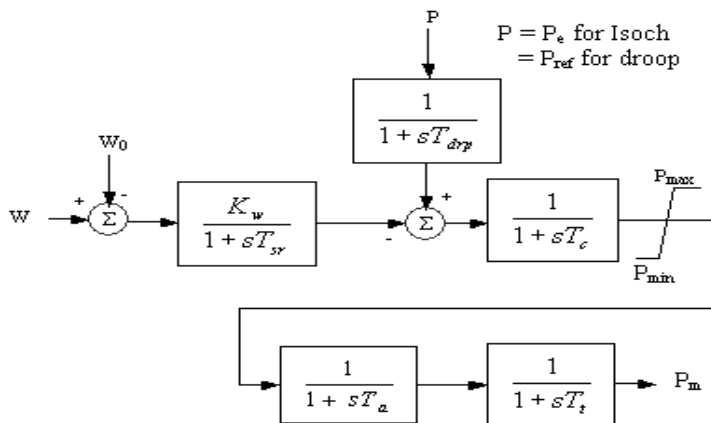 P
P = Pe for Isoch
= Pref for droop
1
1 + sTdrp
W0
+
-
W
Σ
Kw
1 + sTsr
+
-
Σ
1
1 + sTc
Pmax
Pmin
1
1 + sTa
1
1 + sTt
Pm